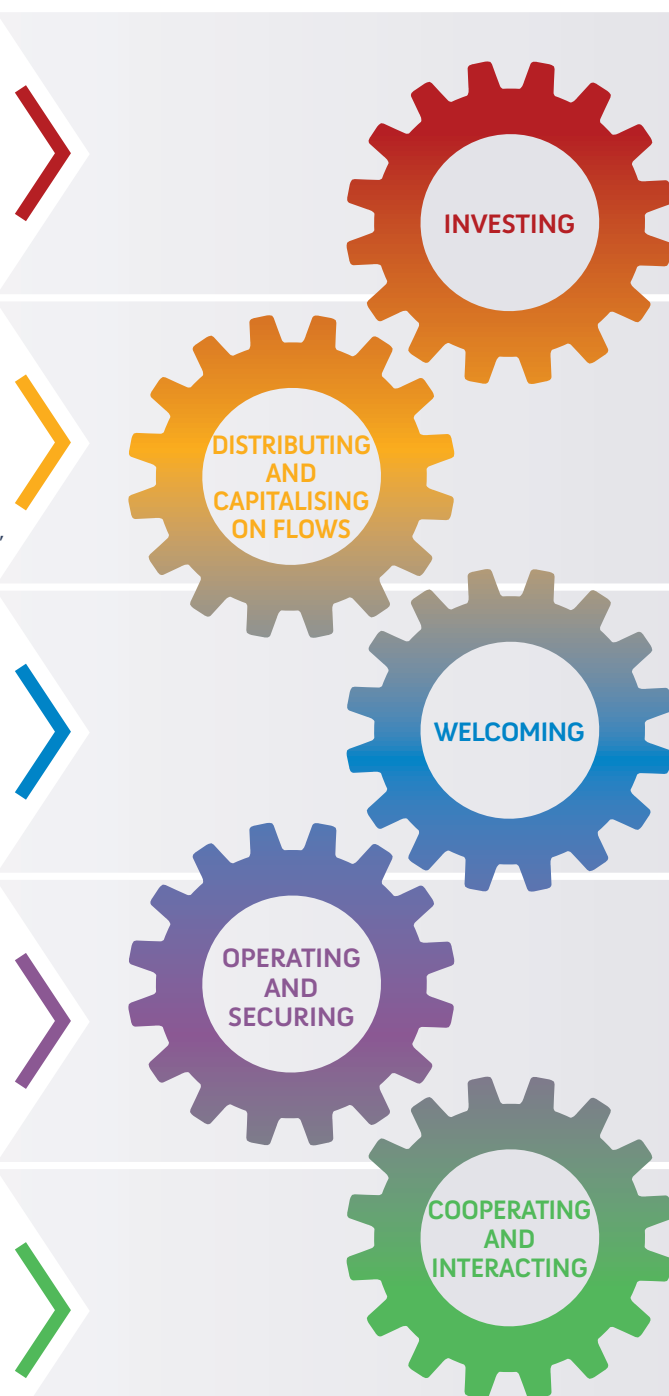 INVESTING
DISTRIBUTING
AND
CAPITALISING
ON FLOWS
,
WELCOMING
OPERATING
AND
SECURING
COOPERATING
AND
INTERACTING